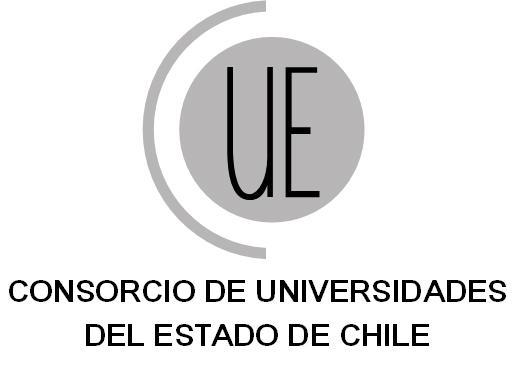 UE
CONSORCIO DE UNIVERSIDADES
DEL ESTADO DE CHILE